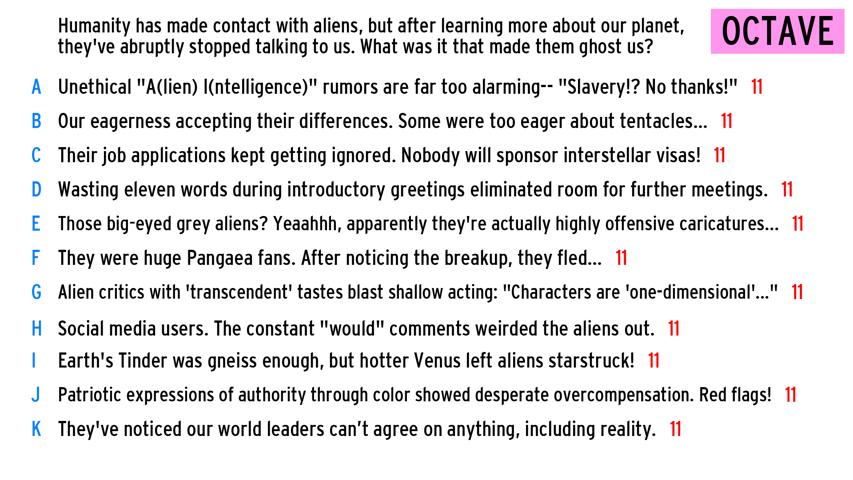 Humanity has made contact with aliens, but after learning more about our planet,
they've abruptly stopped talking to us. What was it that made them ghost us?
OCTAVE
A Unethical "A(lien) I(ntelligence)" rumors are far too alarming-- "Slavery!? No thanks!" 11
B Our eagerness accepting their differences. Some were too eager about tentacles... 11
C Their job applications kept getting ignored. Nobody will sponsor interstellar visas! 11
D Wasting eleven words during introductory greetings eliminated room for further meetings. 11
E Those big-eyed grey aliens? Yeaahhh, apparently they're actually highly offensive caricatures... 11
F They were huge Pangaea fans. After noticing the breakup, they fled... 11
G Alien critics with 'transcendent' tastes blast shallow acting: "Characters are 'one-dimensional'..." 11
H Social media users. The constant "would" comments weirded the aliens out. 11
I Earth's Tinder was gneiss enough, but hotter Venus left aliens starstruck! 11
J Patriotic expressions of authority through color showed desperate overcompensation. Red flags! 11
K They've noticed our world leaders can’t agree on anything, including reality. 11